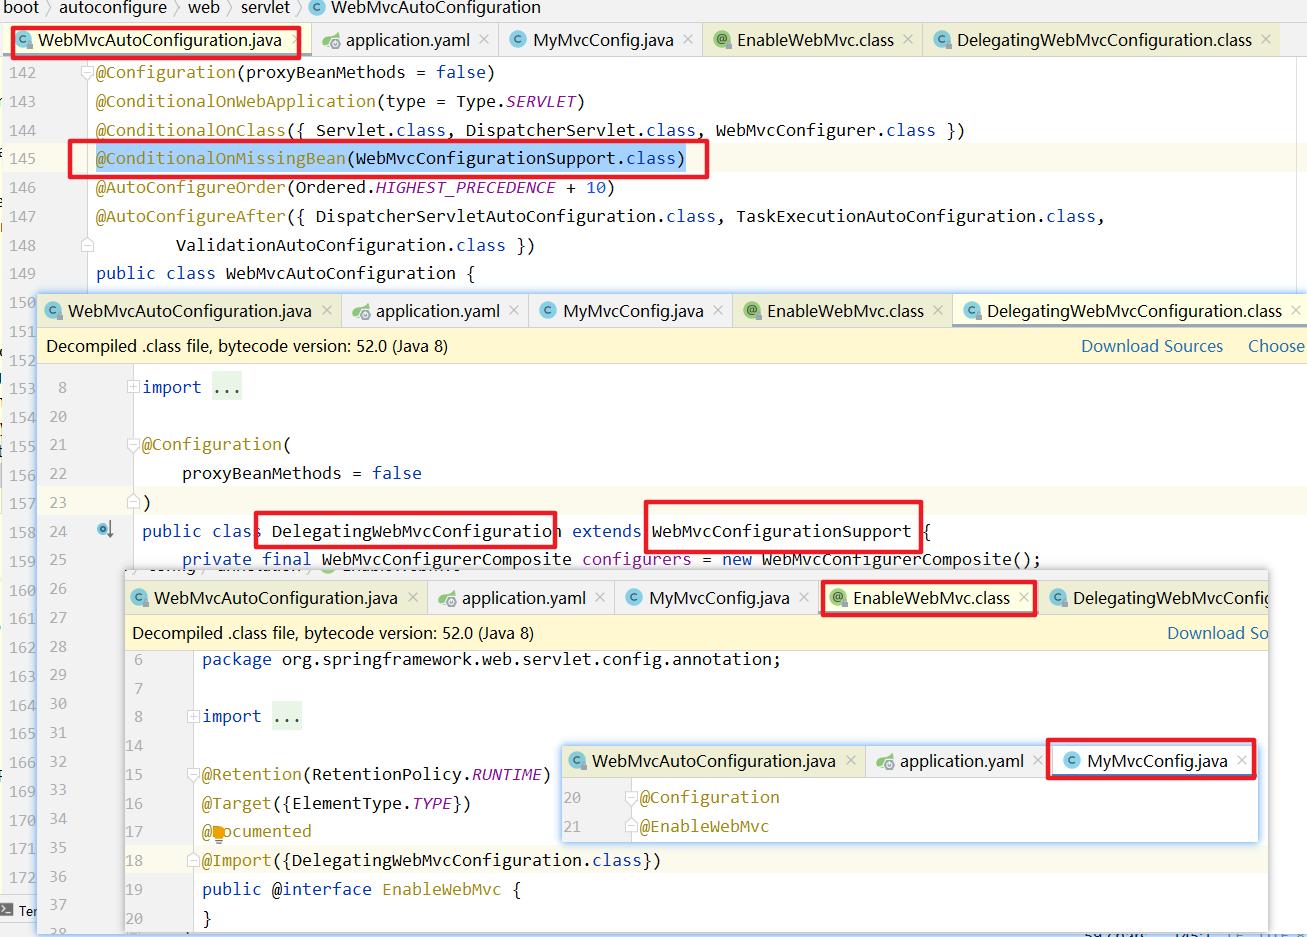 boot autoconfigure web servlet WebMvcAutoConfiguration
WebMvcAutoConfiguration.java application.yaml MyMvcConfig.java EnableWebMvc.class DelegatingWebMvcConfiguration.class
142 @Configuration(proxyBeanMethods = false)
143 @ConditionalOnWebApplication(type = Type.SERVLET)
144 @ConditionalOnClass({ Servlet.class, DispatcherServlet.class, WebMvcConfigurer.class })
145 @ConditionalOnMissingBean(WebMvcConfigurationSupport.class)
146 @AutoConfigureOrder(Ordered.HIGHEST_PRECEDENCE + 10)
147 @AutoConfigureAfter({ DispatcherServletAutoConfiguration.class, TaskExecutionAutoConfiguration.class,
148 ValidationAutoConfiguration.class })
149 public class WebMvcAutoConfiguration {
150
151
152
153
154
155
156
157
158
159
160
161
162
163
164
165
166
169
170
171
172
WebMvcAutoConfiguration.java application.yaml MyMvcConfig.java EnableWebMvc.class DelegatingWebMvcConfiguration.class
Decompiled .class file, bytecode version: 52.0 (Java 8) Download Sources Choose
8 import ...
20
21 @Configuration(
22 proxyBeanMethods = false
23 )
24 public class DelegatingWebMvcConfiguration extends WebMvcConfigurationSupport {
25 private final WebMvcConfigurerComposite configurers = new WebMvcConfigurerComposite();
26
27
28
29
30
31
32
33
34
35
36
37
38
WebMvcAutoConfiguration.java application.yaml MyMvcConfig.java EnableWebMvc.class DelegatingWebMvcConfig
Decompiled .class file, bytecode version: 52.0 (Java 8) Download So
6 package org.springframework.web.servlet.config.annotation;
7
8 import ...
14
15 @Retention(RetentionPolicy.RUNTIME)
16 @Target({ElementType.TYPE})
17 @Documented
18 @Import({DelegatingWebMvcConfiguration.class})
19 public @interface EnableWebMvc {
20 }
WebMvcAutoConfiguration.java application.yaml MyMvcConfig.java
20 @Configuration
21 @EnableWebMvc
Ter